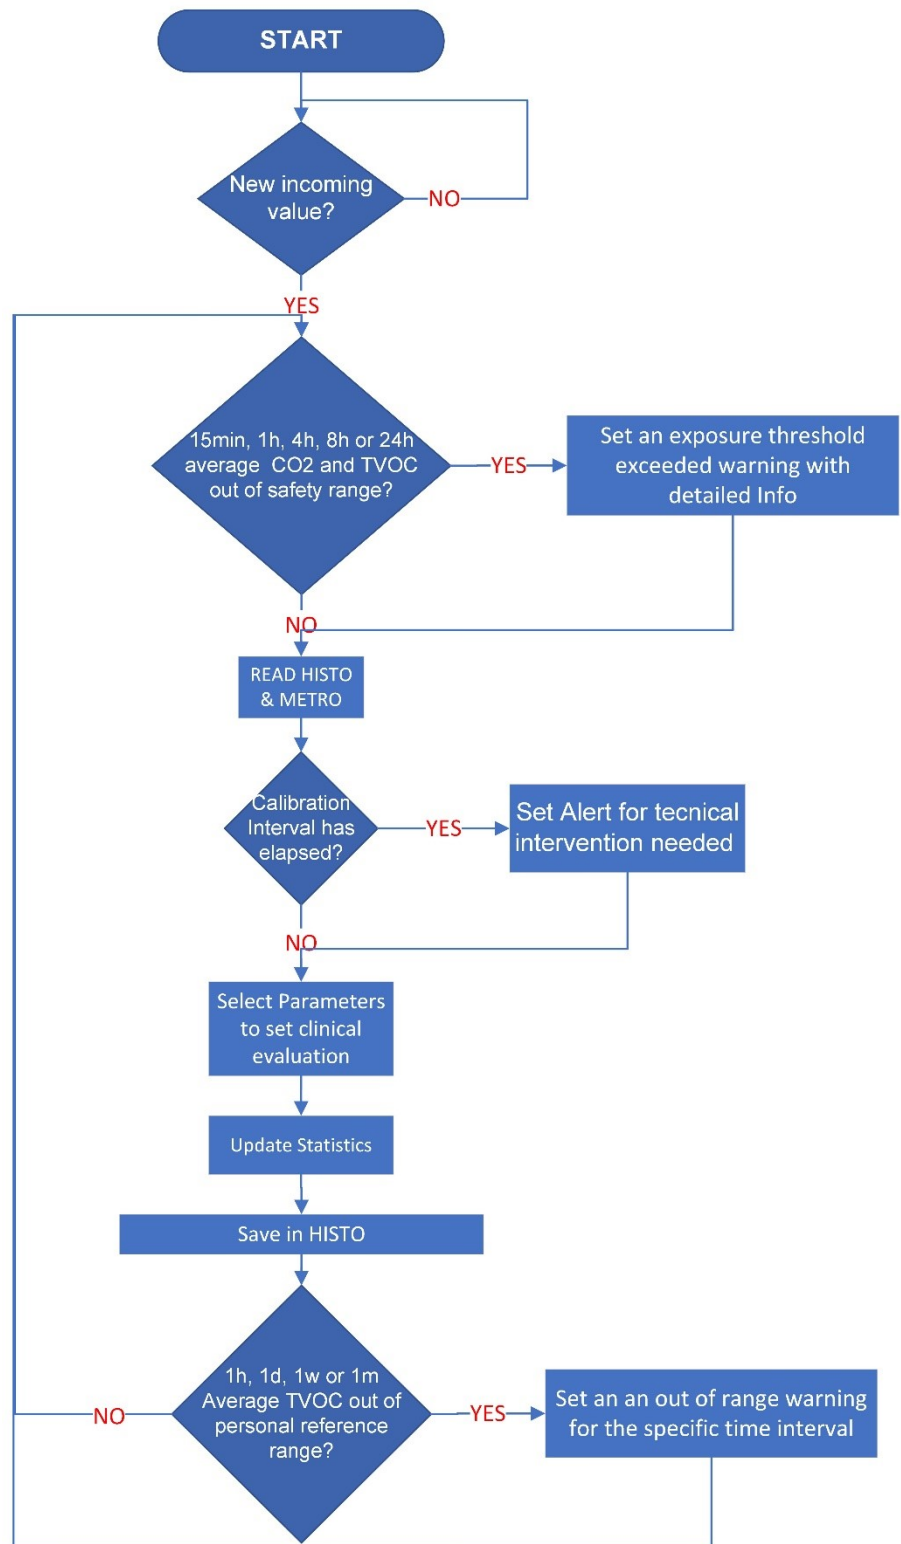 START
New incoming
value?
NO
YES
15min, 1h, 4h, 8h or 24h
average CO2 and TVOC
out of safety range?
YES
Set an exposure threshold
exceeded warning with
detailed Info
NO
READ HISTO
& METRO
Calibration
Interval has
elapsed?
YES
Set Alert for tecnical
intervention needed
NO
Select Parameters
to set clinical
evaluation
Update Statistics
Save in HISTO
1h, 1d, 1w or 1m
Average TVOC out of
personal reference
range?
NO
YES
Set an an out of range warning
for the specific time interval